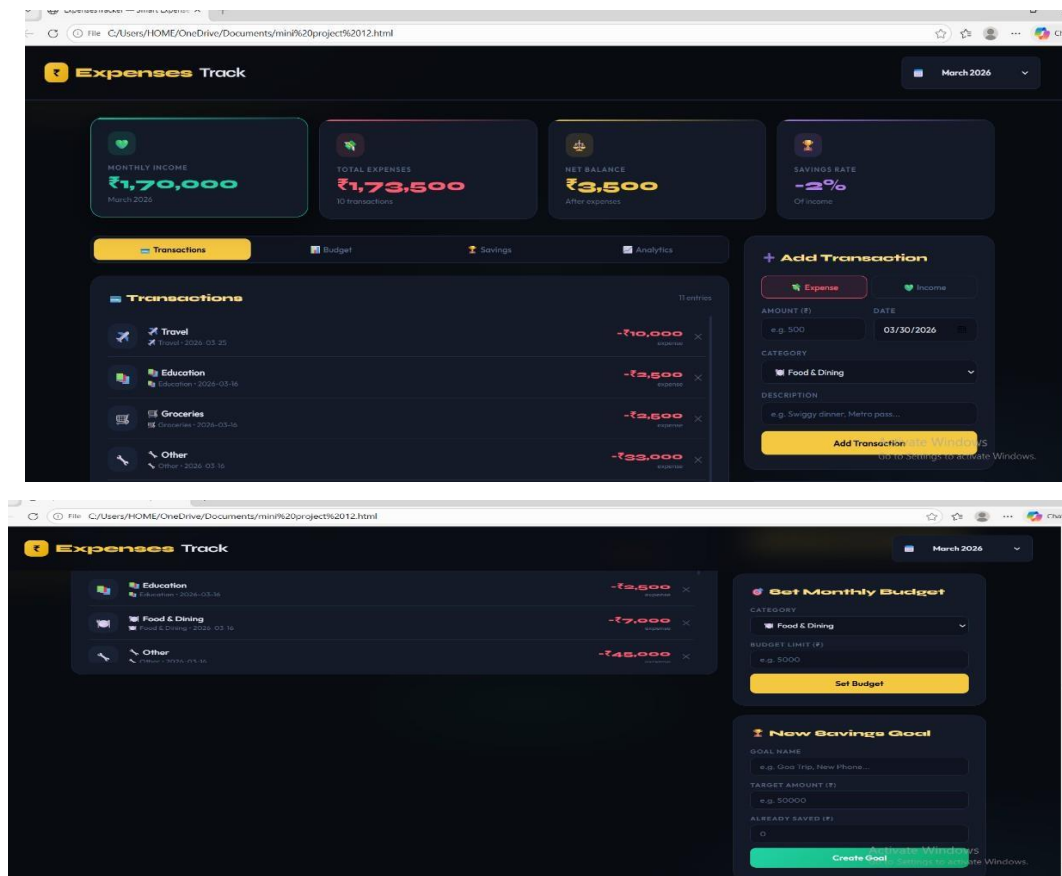 ExpensesTracker — Smart Expens
File C:/Users/HOME/OneDrive/Documents/mini%20project%2012.html
₹ Expenses Track
March 2026
MONTHLY INCOME
₹1,70,000
March 2026
TOTAL EXPENSES
₹1,73,500
10 transactions
NET BALANCE
₹3,500
After expenses
SAVINGS RATE
-2%
Of income
Transactions
Budget
Savings
Analytics
Transactions
11 entries
Travel
Travel · 2026-03-25
-₹10,000
expense
Education
Education · 2026-03-16
-₹2,500
expense
Groceries
Groceries · 2026-03-16
-₹2,500
expense
Other
Other · 2026-03-16
-₹33,000
expense
+ Add Transaction
Expense
Income
AMOUNT (₹)
DATE
e.g. 500
03/30/2026
CATEGORY
Food & Dining
DESCRIPTION
e.g. Swiggy dinner, Metro pass...
Add Transaction
Activate Windows
Go to Settings to activate Windows.
File C:/Users/HOME/OneDrive/Documents/mini%20project%2012.html
₹ Expenses Track
March 2026
Education
Education · 2026-03-16
-₹2,500
expense
Food & Dining
Food & Dining · 2026-03-16
-₹7,000
expense
Other
Other · 2026-03-16
-₹45,000
expense
Set Monthly Budget
CATEGORY
Food & Dining
BUDGET LIMIT (₹)
e.g. 5000
Set Budget
New Savings Goal
GOAL NAME
e.g. Goa Trip, New Phone...
TARGET AMOUNT (₹)
e.g. 50000
ALREADY SAVED (₹)
0
Create Goal
Activate Windows
Settings to activate Windows.